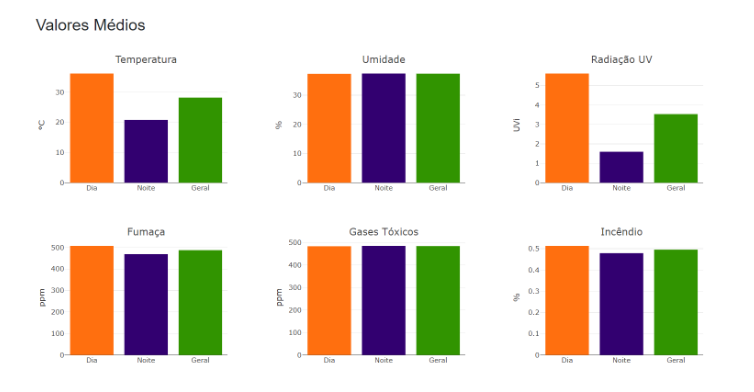 Valores Médios
Temperatura
Umidade
Radiação UV
ºC
30
20
10
0
Dia
Noite
Geral
%
30
20
10
0
Dia
Noite
Geral
UVi
5
4
3
2
1
0
Dia
Noite
Geral
Fumaça
Gases Tóxicos
Incêndio
ppm
500
400
300
200
100
0
Dia
Noite
Geral
ppm
500
400
300
200
100
0
Dia
Noite
Geral
%
0.5
0.4
0.3
0.2
0.1
0
Dia
Noite
Geral